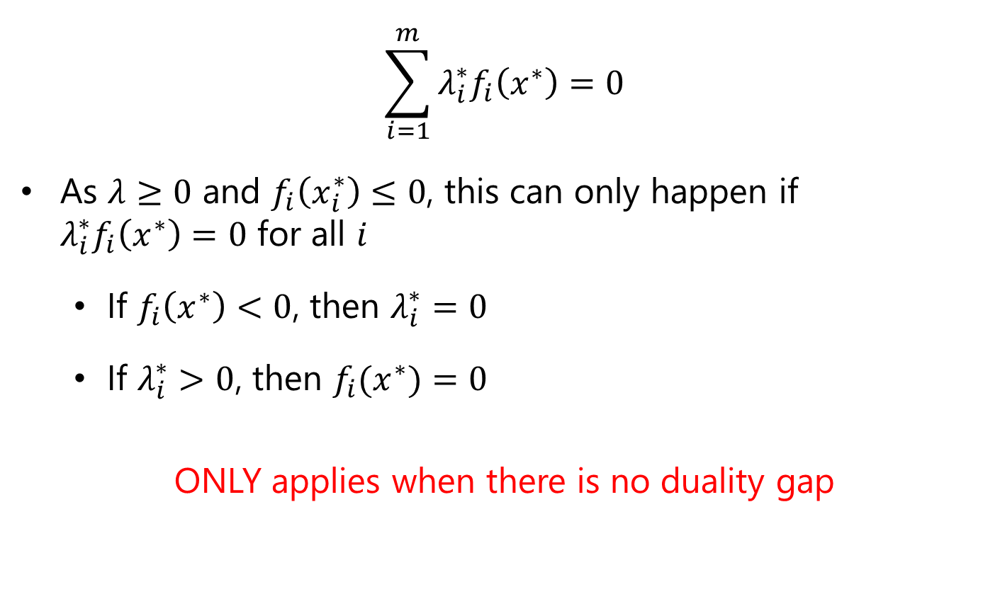 $$\sum_{i=1}^{m} \lambda_i^* f_i(x^*) = 0$$
• As $\lambda \geq 0$ and $f_i(x_i^*) \leq 0$, this can only happen if
$\lambda_i^* f_i(x^*) = 0$ for all $i$
• If $f_i(x^*) < 0$, then $\lambda_i^* = 0$
• If $\lambda_i^* > 0$, then $f_i(x^*) = 0$
ONLY applies when there is no duality gap